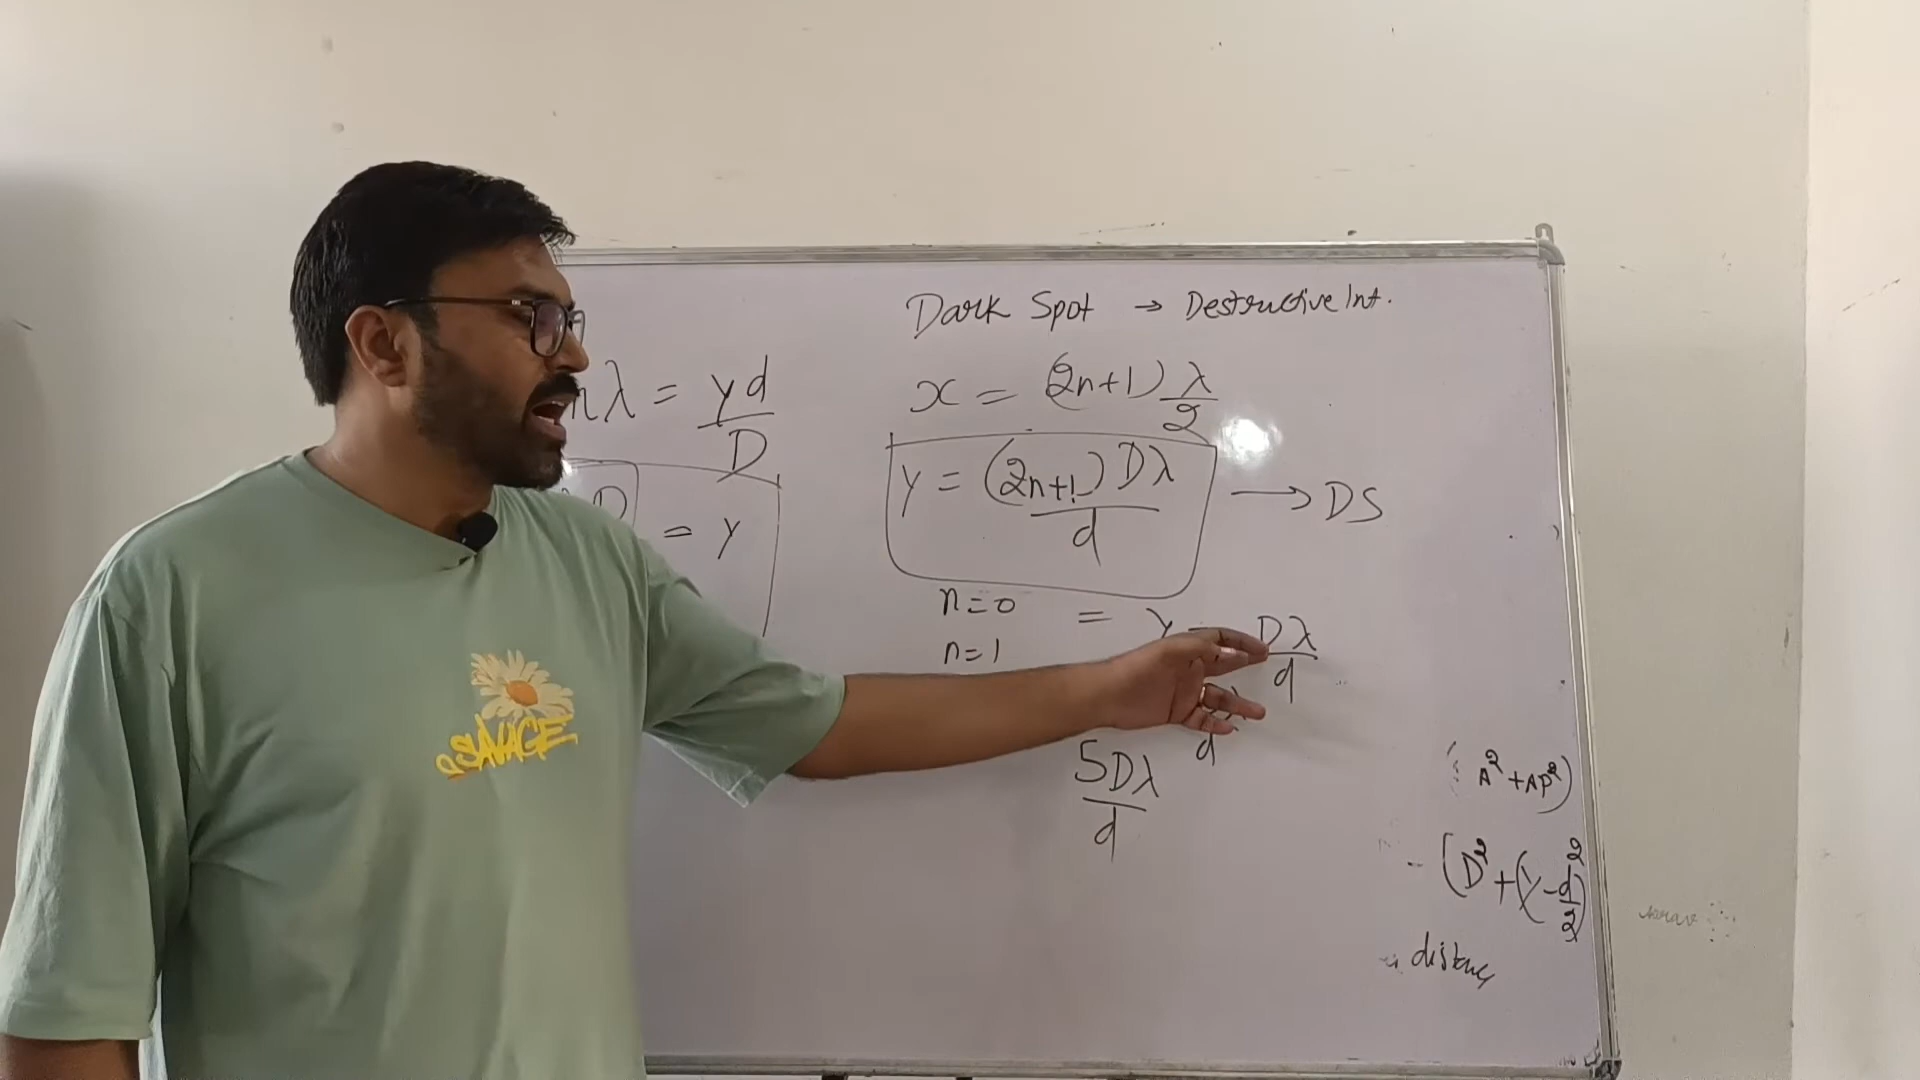 Dark Spot → Destructive Int.
nλ = yd/D
x = (2n+1) λ/2
y = (2n+1) Dλ/d → DS
D = y
n=0 = y = Dλ/d
n=1
d
5Dλ/d
A² + AP²)
- (D² + (y - d/2)²
distance
SAVAGE